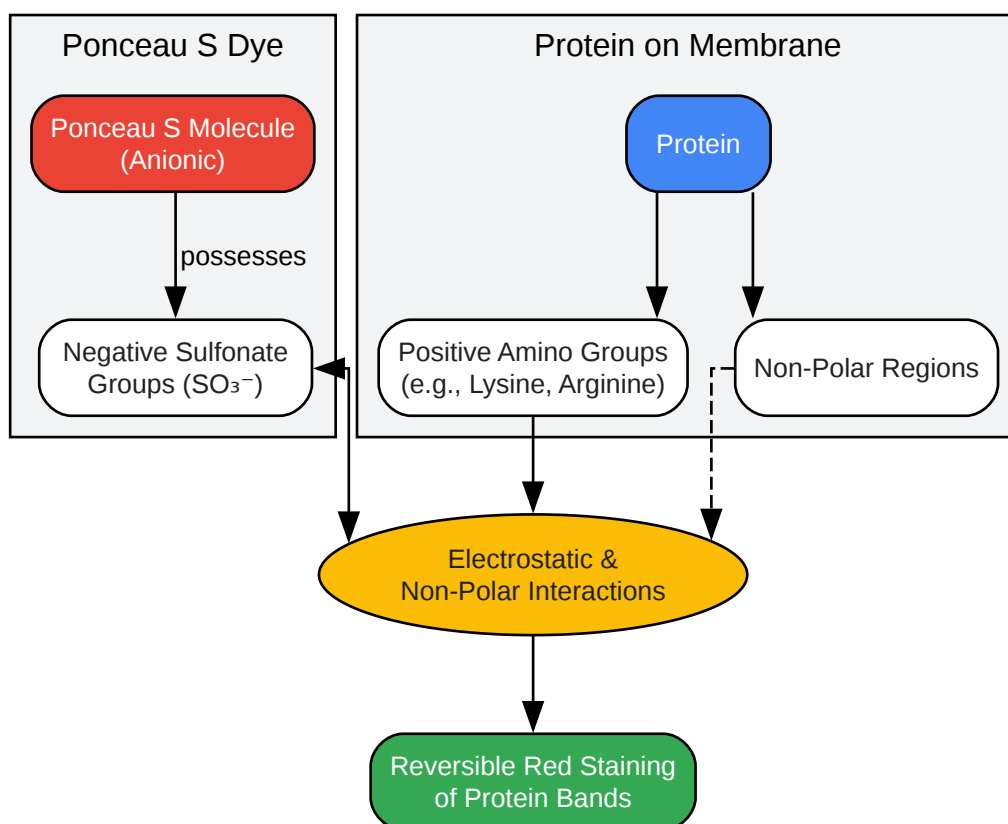 Ponceau S Dye
Ponceau S Molecule
(Anionic)
possesses
Negative Sulfonate
Groups (SO₃⁻)
Protein on Membrane
Protein
Positive Amino Groups
(e.g., Lysine, Arginine)
Non-Polar Regions
Electrostatic &
Non-Polar Interactions
Reversible Red Staining
of Protein Bands